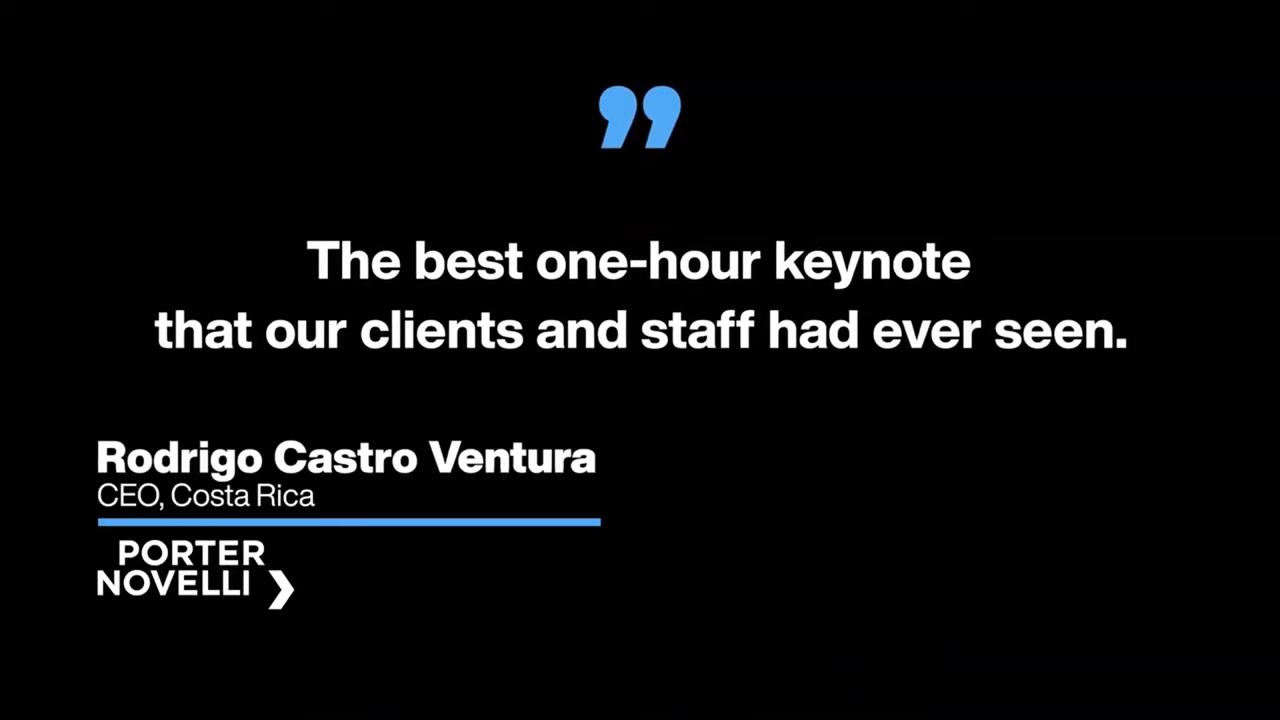 ”
The best one-hour keynote
that our clients and staff had ever seen.
Rodrigo Castro Ventura
CEO, Costa Rica
PORTER
NOVELLI